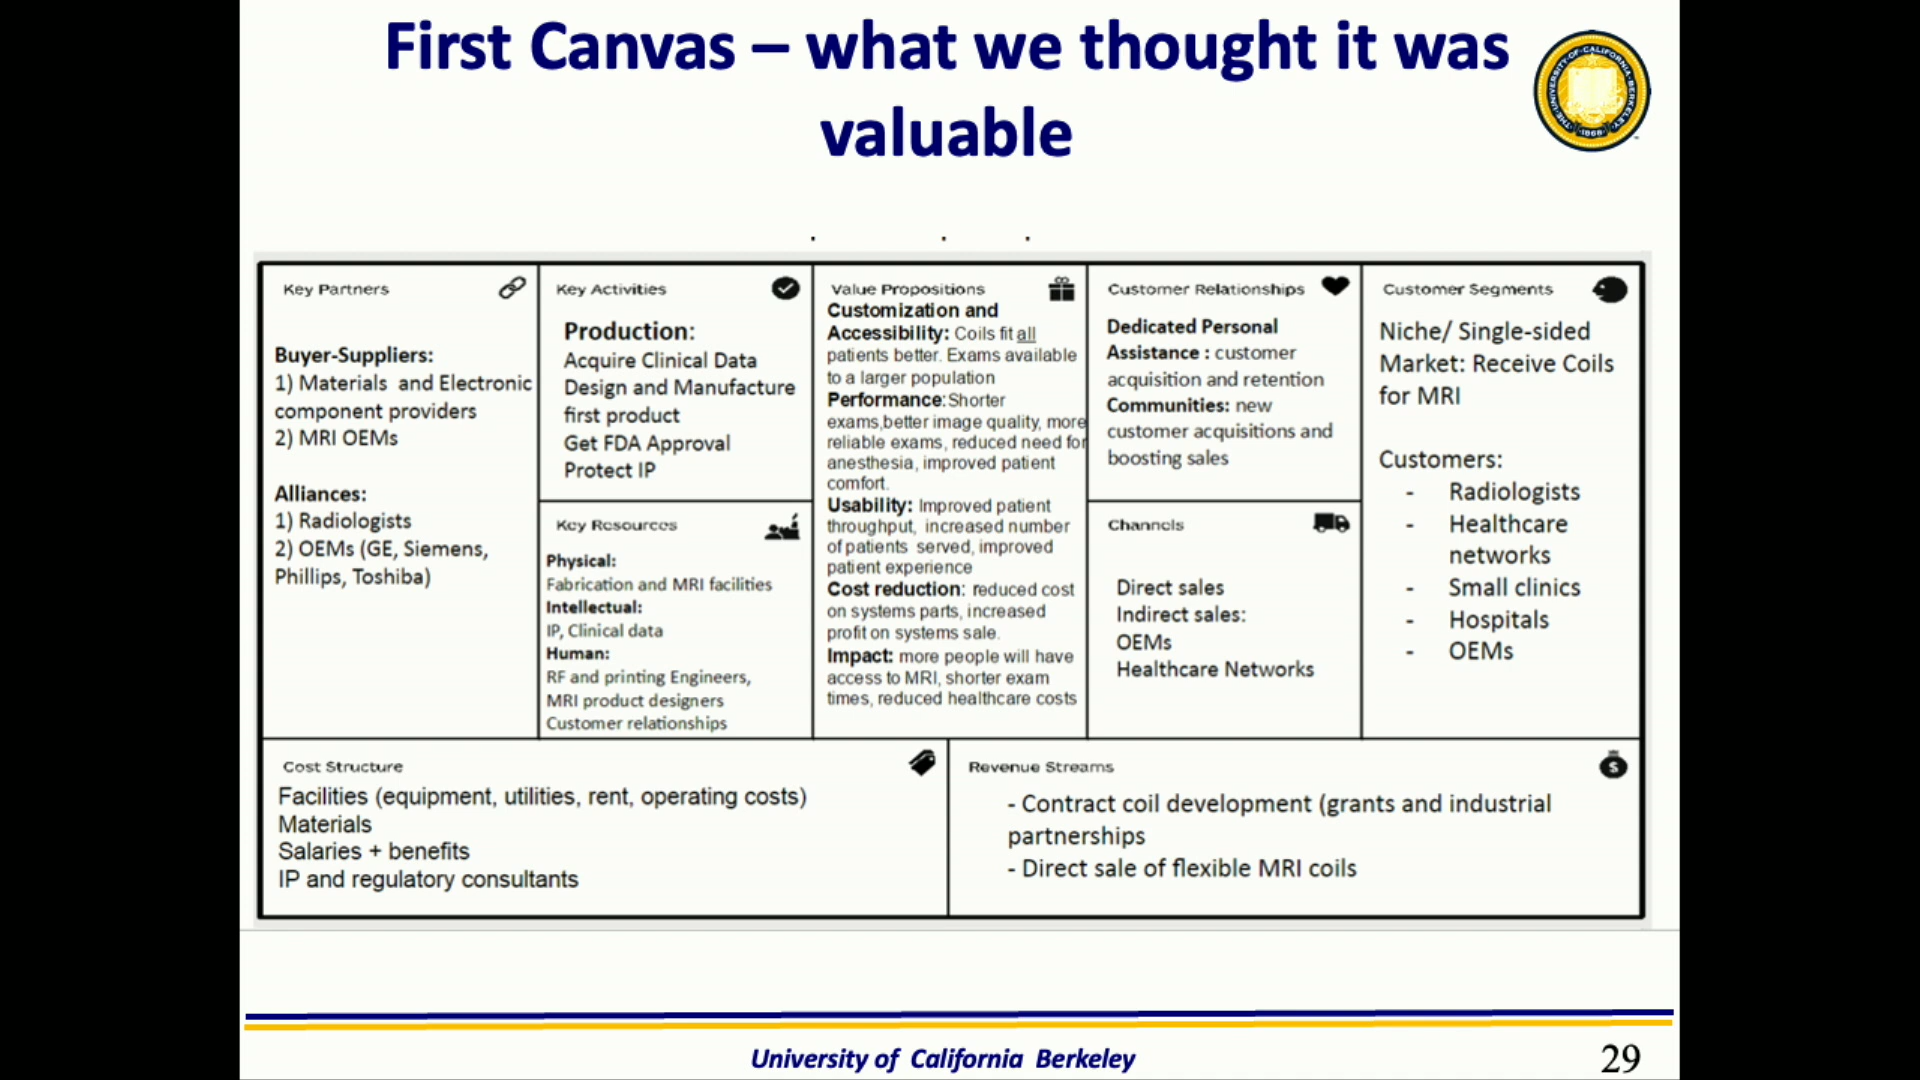 First Canvas – what we thought it was
valuable
THE·UNIVERSITY·OF·CALIFORNIA·BERKELEY
·1868·
Key Partners
Buyer-Suppliers:
1) Materials and Electronic
component providers
2) MRI OEMs
Alliances:
1) Radiologists
2) OEMs (GE, Siemens,
Phillips, Toshiba)
Key Activities
Production:
Acquire Clinical Data
Design and Manufacture
first product
Get FDA Approval
Protect IP
Key Resources
Physical:
Fabrication and MRI facilities
Intellectual:
IP, Clinical data
Human:
RF and printing Engineers,
MRI product designers
Customer relationships
Value Propositions
Customization and
Accessibility: Coils fit all
patients better. Exams available
to a larger population
Performance:Shorter
exams,better image quality, more
reliable exams, reduced need for
anesthesia, improved patient
comfort.
Usability: Improved patient
throughput, increased number
of patients served, improved
patient experience
Cost reduction: reduced cost
on systems parts, increased
profit on systems sale.
Impact: more people will have
access to MRI, shorter exam
times, reduced healthcare costs
Customer Relationships
Dedicated Personal
Assistance : customer
acquisition and retention
Communities: new
customer acquisitions and
boosting sales
Channels
Direct sales
Indirect sales:
OEMs
Healthcare Networks
Customer Segments
Niche/ Single-sided
Market: Receive Coils
for MRI
Customers:
- Radiologists
- Healthcare
networks
- Small clinics
- Hospitals
- OEMs
Cost Structure
Facilities (equipment, utilities, rent, operating costs)
Materials
Salaries + benefits
IP and regulatory consultants
Revenue Streams
$
- Contract coil development (grants and industrial
partnerships
- Direct sale of flexible MRI coils
University of California Berkeley
29